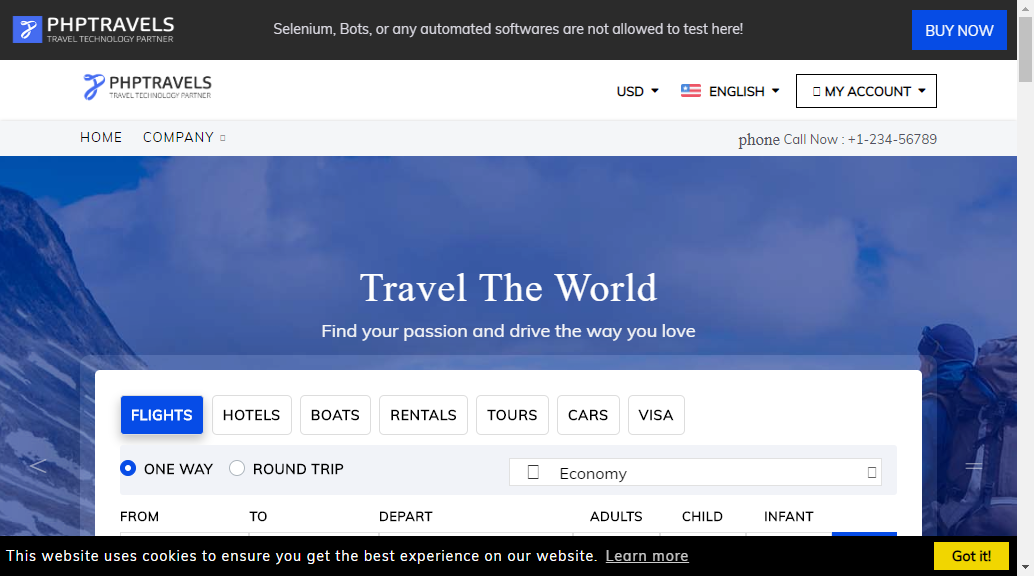 PHPTRAVELS
TRAVEL TECHNOLOGY PARTNER
Selenium, Bots, or any automated softwares are not allowed to test here!
BUY NOW
PHPTRAVELS
TRAVEL TECHNOLOGY PARTNER
USD
ENGLISH
MY ACCOUNT
HOME
COMPANY
phone Call Now : +1-234-56789
Travel The World
Find your passion and drive the way you love
FLIGHTS
HOTELS
BOATS
RENTALS
TOURS
CARS
VISA
ONE WAY
ROUND TRIP
Economy
FROM
TO
DEPART
ADULTS
CHILD
INFANT
This website uses cookies to ensure you get the best experience on our website. Learn more
Got it!